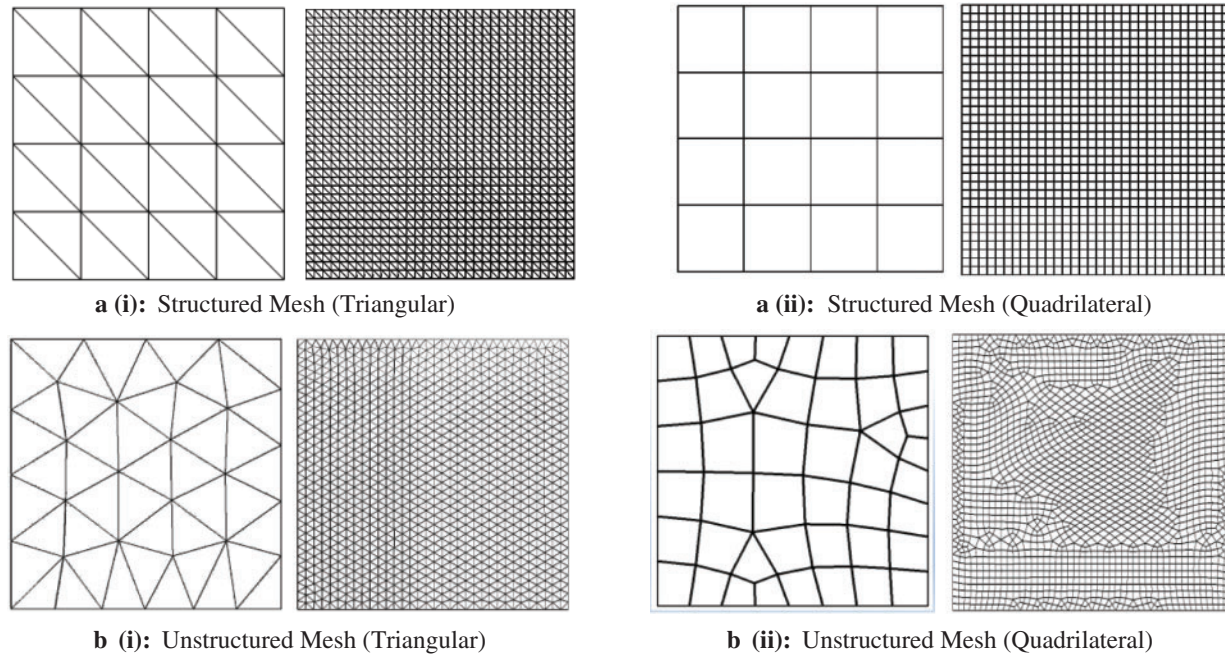 a (i): Structured Mesh (Triangular)
a (ii): Structured Mesh (Quadrilateral)
b (i): Unstructured Mesh (Triangular)
b (ii): Unstructured Mesh (Quadrilateral)